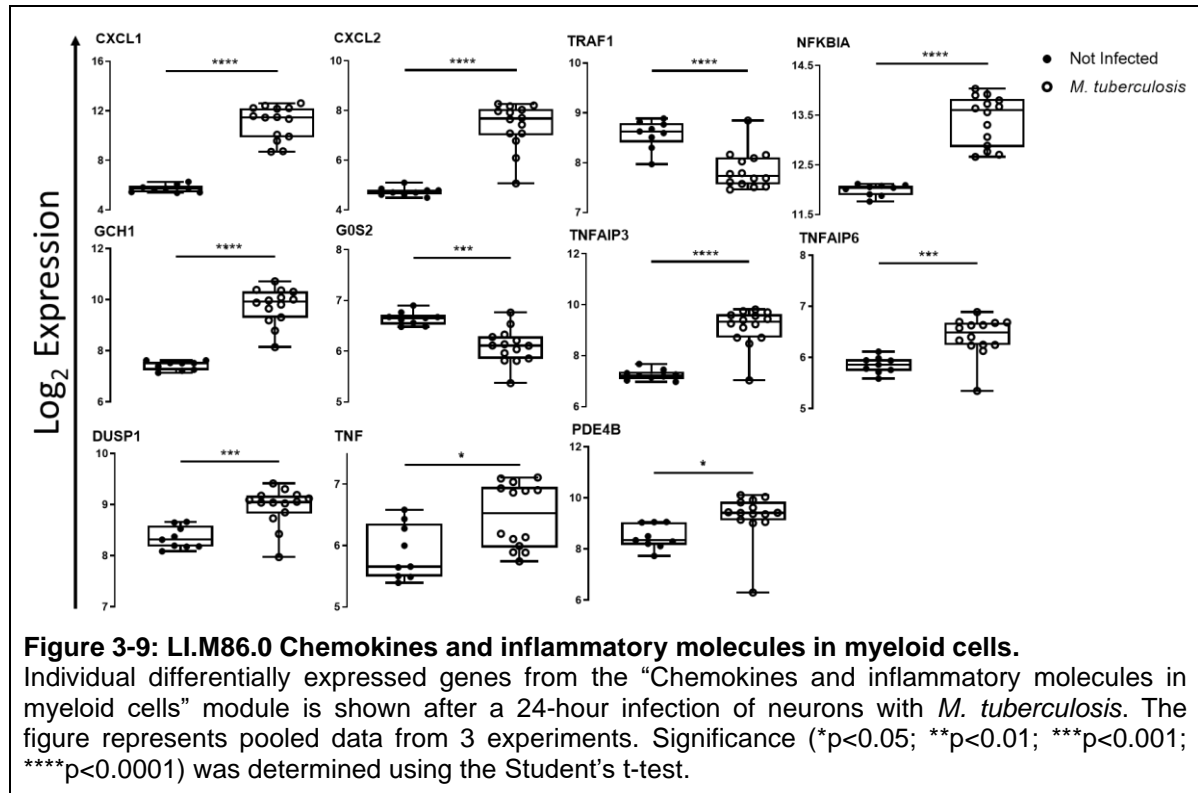 CXCL1
16
12
8
4
****
CXCL2
10
8
6
4
****
TRAF1
10
9
8
7
****
NFKBIA
14.5
13.5
12.5
11.5
****
● Not Infected
○ M. tuberculosis
Log₂ Expression
GCH1
12
10
8
6
****
G0S2
8
7
6
5
***
TNFAIP3
12
10
8
6
****
TNFAIP6
8
7
6
5
***
DUSP1
10
9
8
7
***
TNF
7
6
5
*
PDE4B
12
10
8
6
*
Figure 3-9: LI.M86.0 Chemokines and inflammatory molecules in myeloid cells.
Individual differentially expressed genes from the “Chemokines and inflammatory molecules in
myeloid cells” module is shown after a 24-hour infection of neurons with M. tuberculosis. The
figure represents pooled data from 3 experiments. Significance (*p<0.05; **p<0.01; ***p<0.001;
****p<0.0001) was determined using the Student’s t-test.